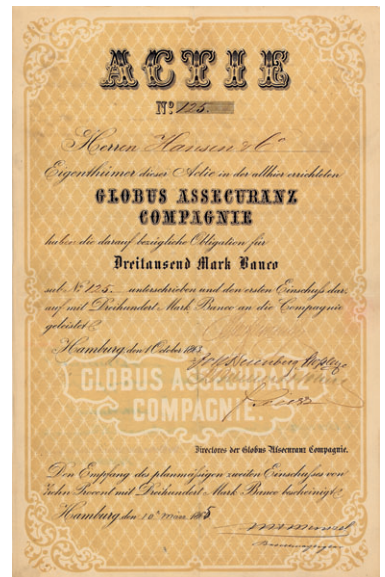 ACTIE
No 125.
Herren Hansen & Co
Eigenthümer dieser Actie in der allhier errichteten
GLOBUS ASSECURANZ
COMPAGNIE
haben die darauf bezügliche Obligation für
Dreitausend Mark Banco
sub. No 125. unterschrieben und den ersten Einschuss dar-
auf mit Dreihundert Mark Banco an die Compagnie
geleistet.
Hamburg, den 1 October 1863
GLOBUS ASSECURANZ
COMPAGNIE
Directores der Globus Assecuranz Compagnie.
Den Empfang des planmässigen zweiten Einschusses von
Zehn Procent mit Dreihundert Mark Banco bescheinigt
Hamburg, den 10